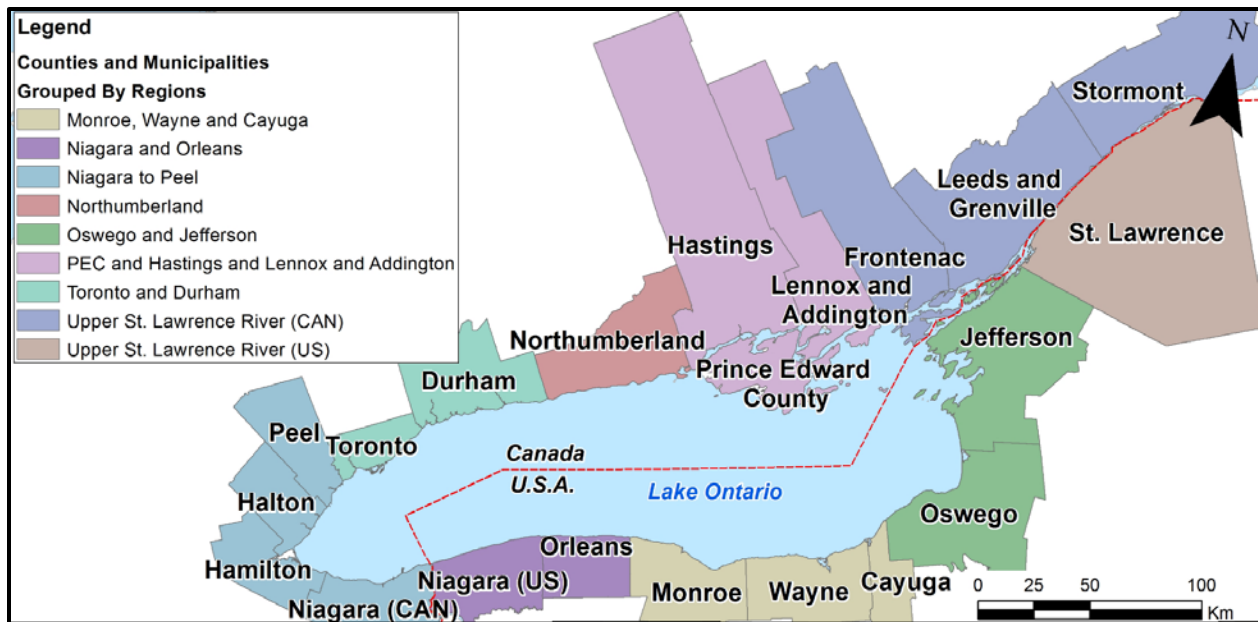 Legend
Counties and Municipalities
Grouped By Regions
Monroe, Wayne and Cayuga
Niagara and Orleans
Niagara to Peel
Northumberland
Oswego and Jefferson
PEC and Hastings and Lennox and Addington
Toronto and Durham
Upper St. Lawrence River (CAN)
Upper St. Lawrence River (US)
N
Stormont
Leeds and
Grenville
St. Lawrence
Hastings
Frontenac
Lennox and
Addington
Northumberland
Jefferson
Prince Edward
County
Durham
Peel
Toronto
Canada
U.S.A.
Lake Ontario
Halton
Oswego
Hamilton
Orleans
Niagara (US)
Niagara (CAN)
Monroe
Wayne
Cayuga
0 25 50 100
Km